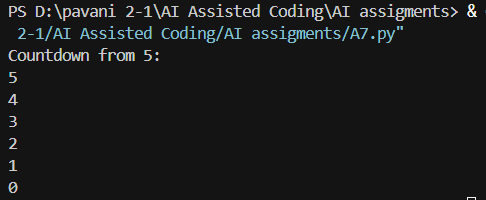 PS D:\pavani 2-1\AI Assisted Coding\AI assigments> &
2-1/AI Assisted Coding/AI assigments/A7.py"
Countdown from 5:
5
4
3
2
1
0